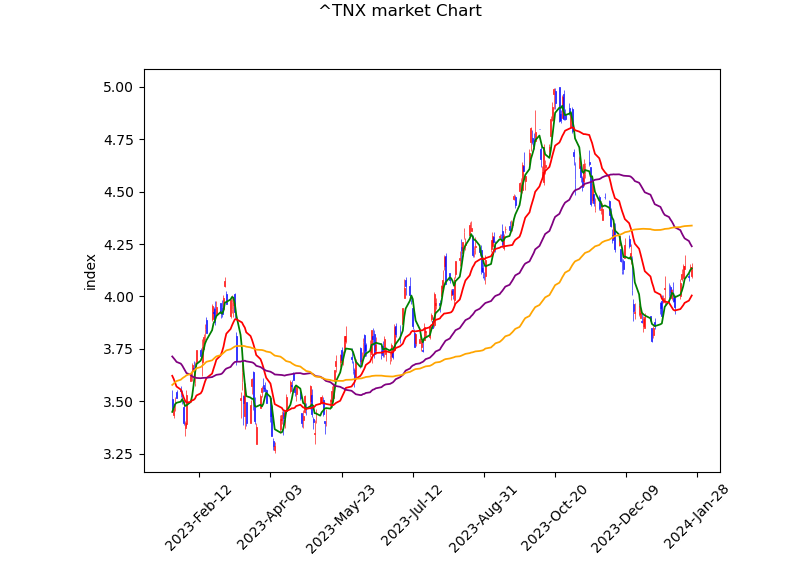 ^TNX market Chart
5.00
4.75
4.50
4.25
4.00
3.75
3.50
3.25
index
2023-Feb-12
2023-Apr-03
2023-May-23
2023-Jul-12
2023-Aug-31
2023-Oct-20
2023-Dec-09
2024-Jan-28